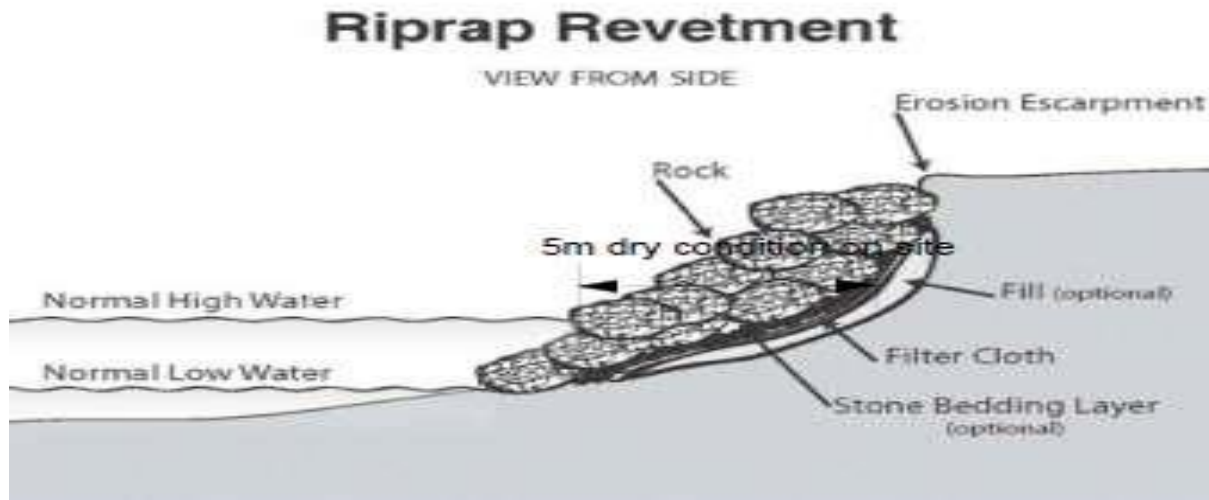 Riprap Revetment
VIEW FROM SIDE
Erosion Escarpment
Rock
5m dry condition on site
Normal High Water
Fill (optional)
Filter Cloth
Normal Low Water
Stone Bedding Layer
(optional)